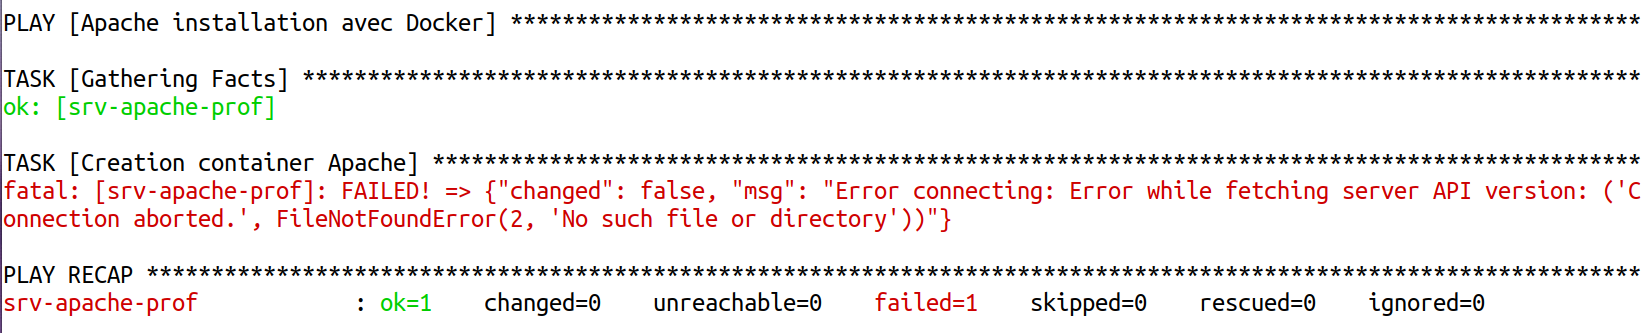 PLAY [Apache installation avec Docker] ***************************************************************************************
TASK [Gathering Facts] *******************************************************************************************************
ok: [srv-apache-prof]
TASK [Creation container Apache] *********************************************************************************************
fatal: [srv-apache-prof]: FAILED! => {"changed": false, "msg": "Error connecting: Error while fetching server API version: ('C
onnection aborted.', FileNotFoundError(2, 'No such file or directory'))"}
PLAY RECAP *******************************************************************************************************************
srv-apache-prof            : ok=1    changed=0    unreachable=0    failed=1    skipped=0    rescued=0    ignored=0